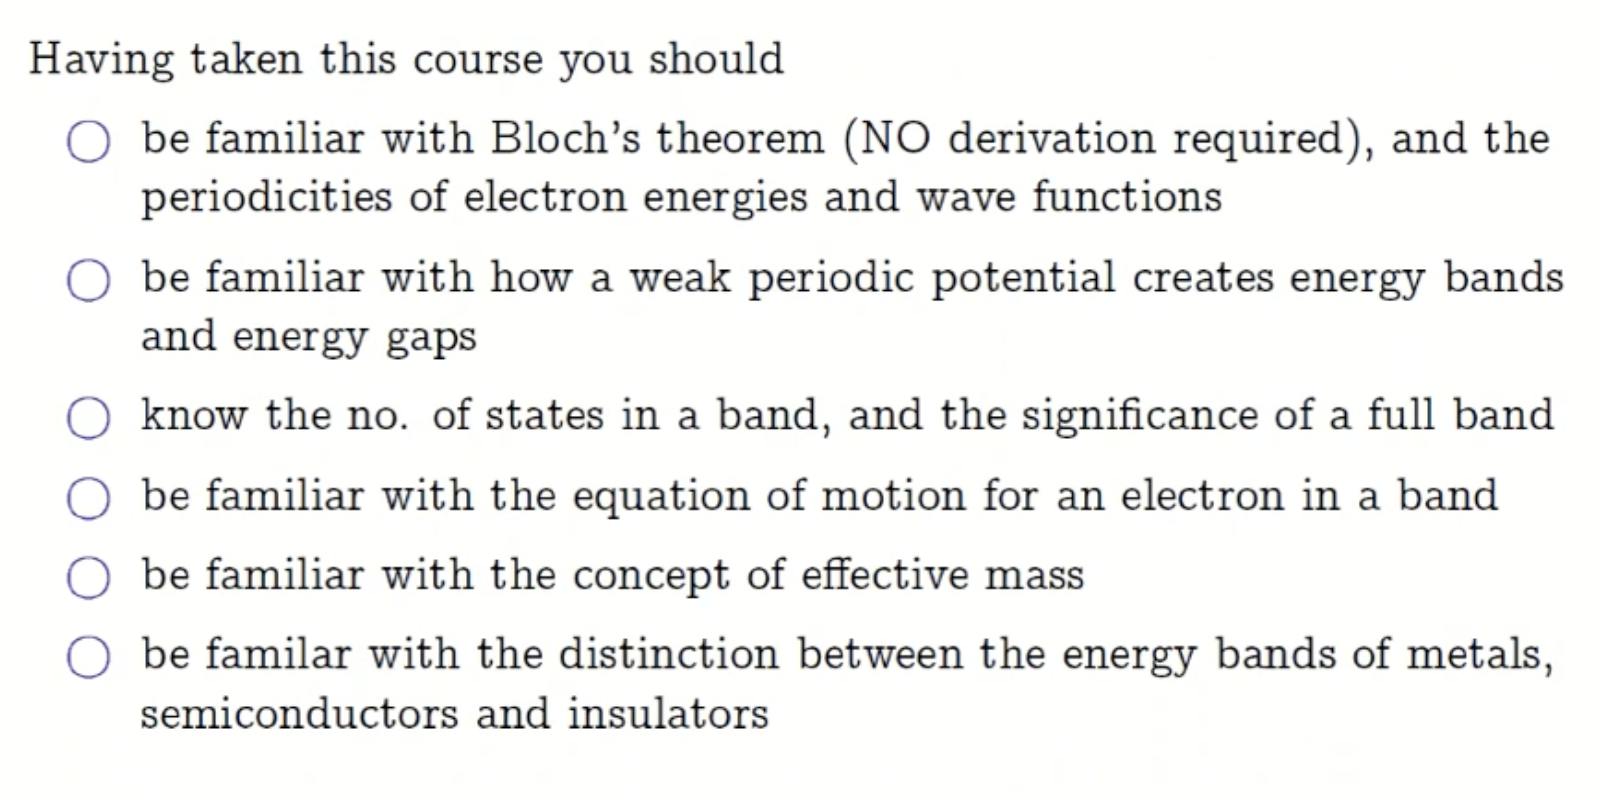 Having taken this course you should
be familiar with Bloch's theorem (NO derivation required), and the
periodicities of electron energies and wave functions
be familiar with how a weak periodic potential creates energy bands
and energy gaps
know the no. of states in a band, and the significance of a full band
be familiar with the equation of motion for an electron in a band
be familiar with the concept of effective mass
be familar with the distinction between the energy bands of metals,
semiconductors and insulators